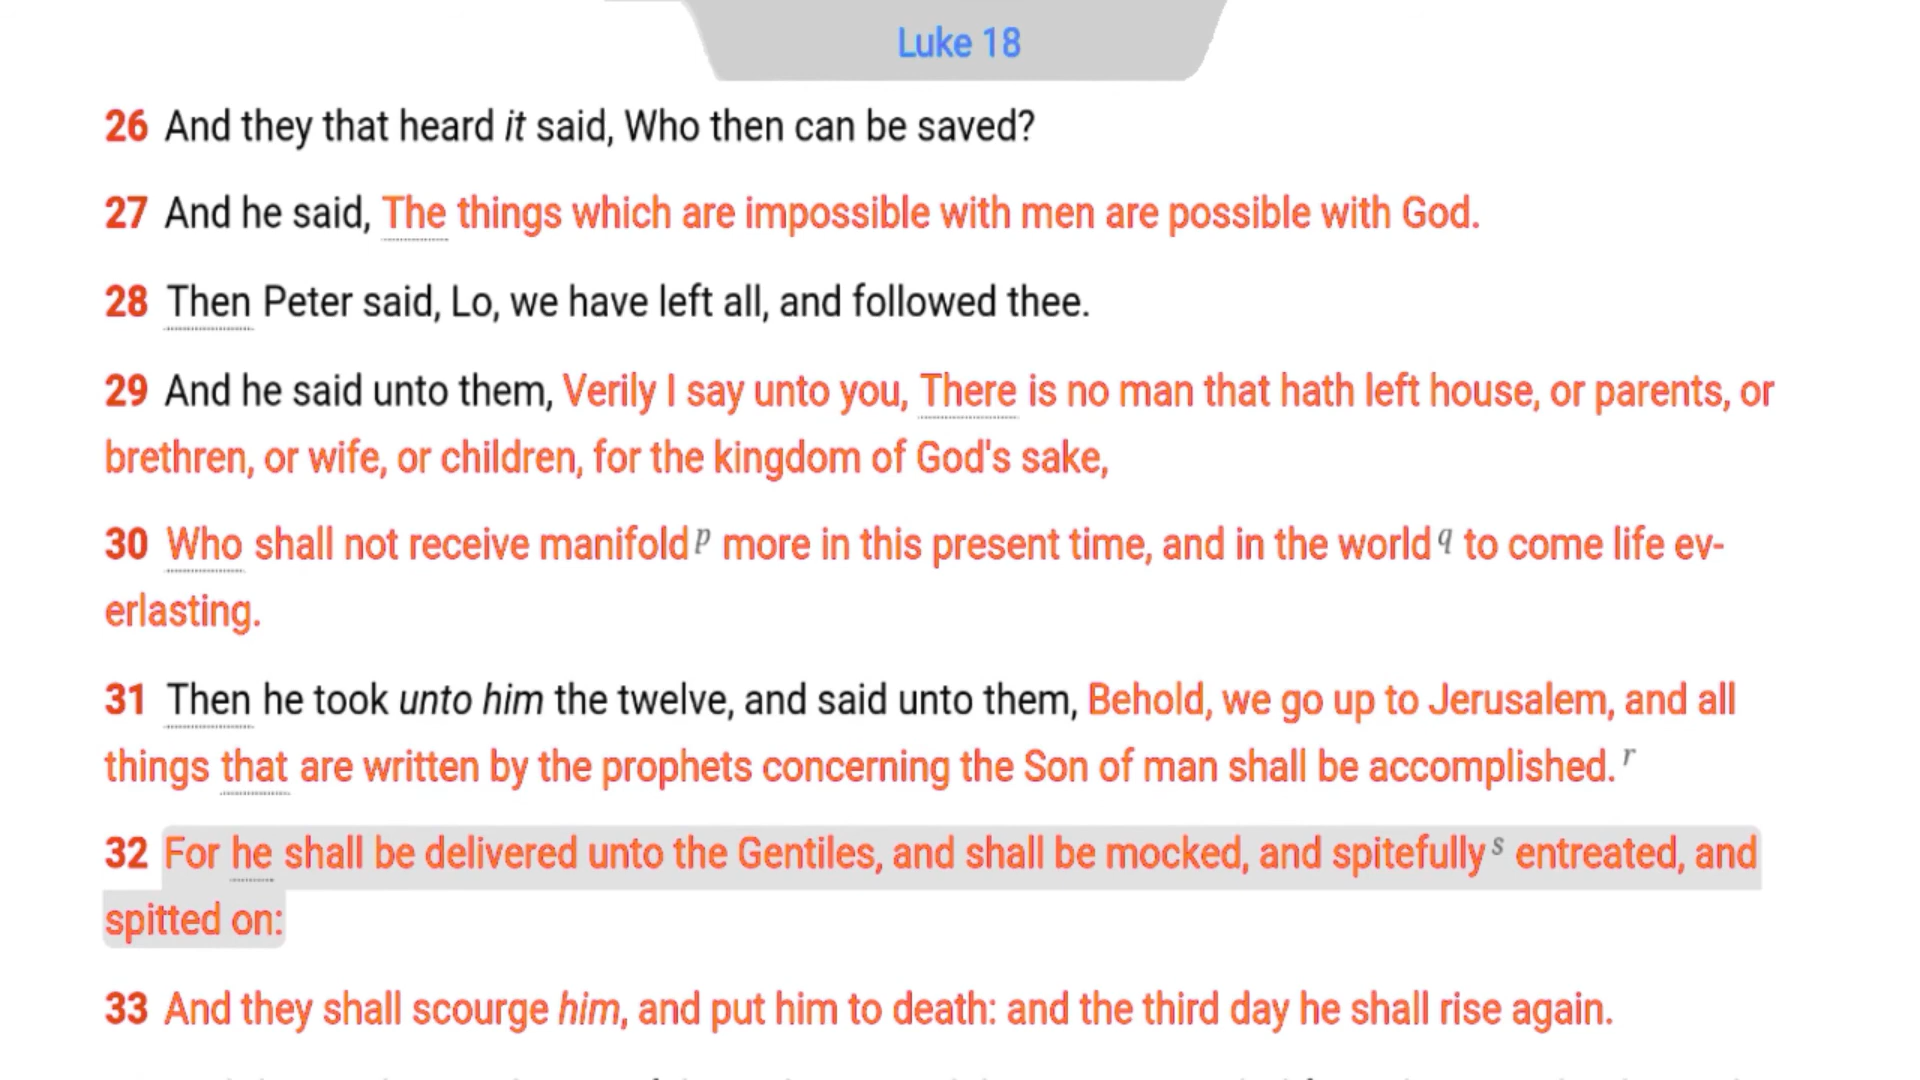 Luke 18
26 And they that heard it said, Who then can be saved?
27 And he said, The things which are impossible with men are possible with God.
28 Then Peter said, Lo, we have left all, and followed thee.
29 And he said unto them, Verily I say unto you, There is no man that hath left house, or parents, or
brethren, or wife, or children, for the kingdom of God's sake,
30 Who shall not receive manifold p more in this present time, and in the world q to come life ev-
erlasting.
31 Then he took unto him the twelve, and said unto them, Behold, we go up to Jerusalem, and all
things that are written by the prophets concerning the Son of man shall be accomplished. r
32 For he shall be delivered unto the Gentiles, and shall be mocked, and spitefully s entreated, and
spitted on:
33 And they shall scourge him, and put him to death: and the third day he shall rise again.